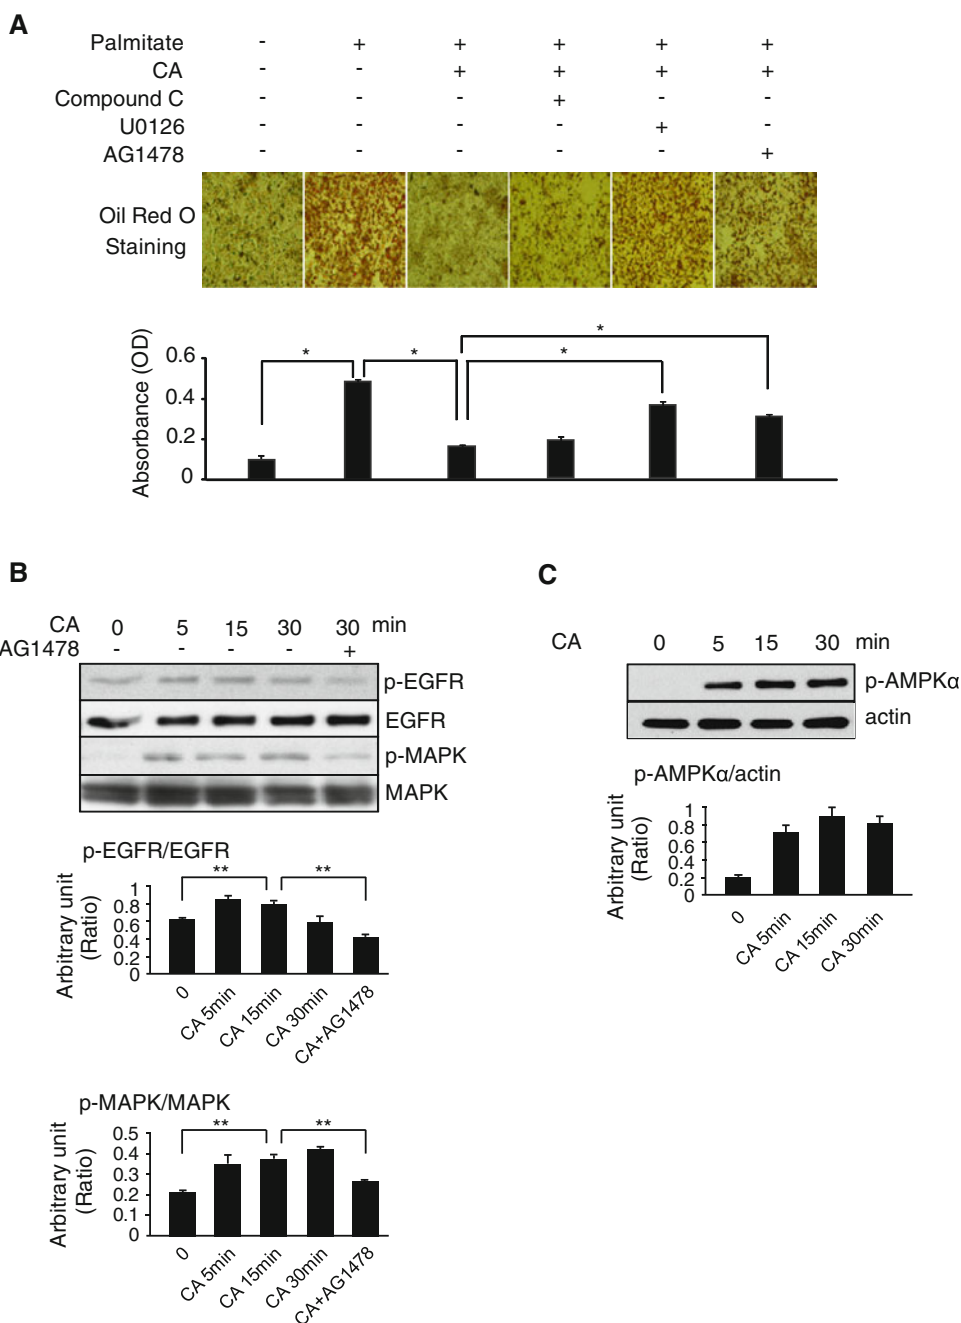 A
Palmitate - + + + + +
CA - - + + + +
Compound C - - - + - -
U0126 - - - - + -
AG1478 - - - - - +
Oil Red O
Staining
Absorbance (OD)
0.6
0.4
0.2
0
* * * *
B
CA 0 5 15 30 30 min
AG1478 - - - - +
p-EGFR
EGFR
p-MAPK
MAPK
p-EGFR/EGFR
** **
Arbitrary unit
(Ratio)
1
0.8
0.6
0.4
0.2
0
0
CA 5min
CA 15min
CA 30min
CA+AG1478
p-MAPK/MAPK
** **
Arbitrary unit
(Ratio)
0.5
0.4
0.3
0.2
0.1
0
0
CA 5min
CA 15min
CA 30min
CA+AG1478
C
CA 0 5 15 30 min
p-AMPKα
actin
p-AMPKα/actin
Arbitrary unit
(Ratio)
1
0.8
0.6
0.4
0.2
0
0
CA 5min
CA 15min
CA 30min